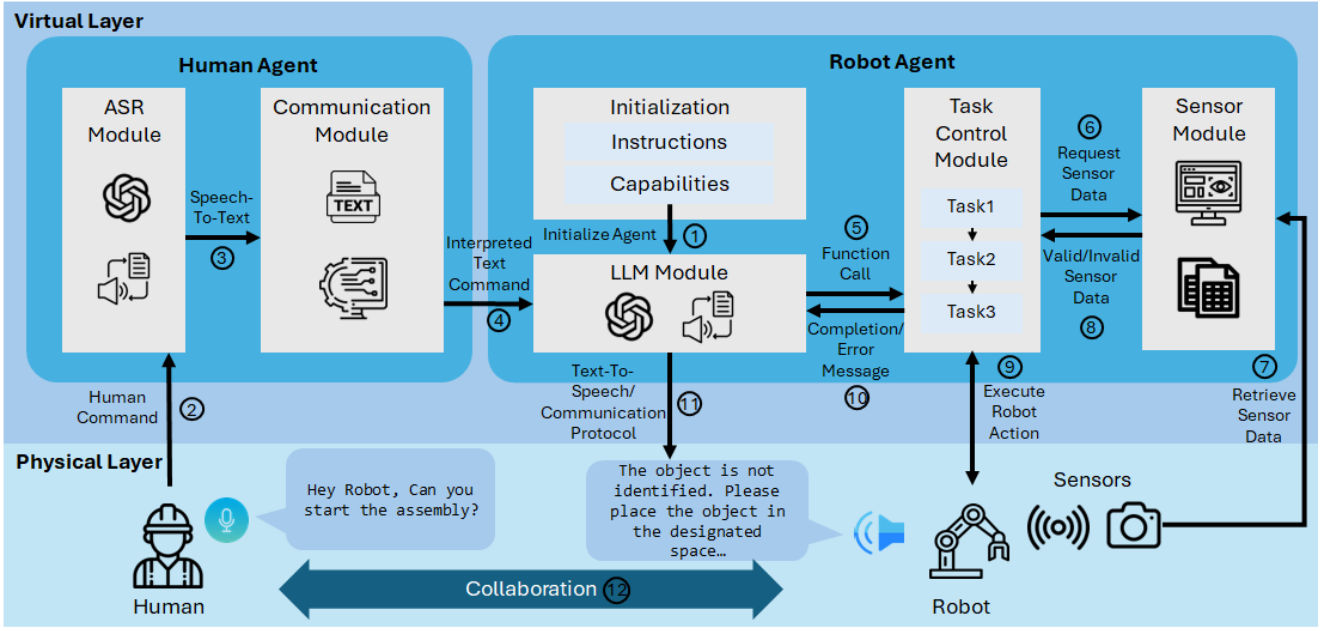 Virtual Layer
Human Agent
ASR
Module
Speech-
To-Text
3
Communication
Module
TEXT
Human
Command
2
Interpreted
Text
Command
4
Robot Agent
Initialization
Instructions
Capabilities
Initialize Agent
1
LLM Module
5
Function
Call
Completion/
Error
Message
10
Task
Control
Module
Task1
Task2
Task3
6
Request
Sensor
Data
Valid/Invalid
Sensor
Data
8
Sensor
Module
7
Retrieve
Sensor
Data
9
Execute
Robot
Action
Text-To-
Speech/
Communication
Protocol
11
Physical Layer
Hey Robot, Can you
start the assembly?
The object is not
identified. Please
place the object in
the designated
space…
Sensors
Collaboration 12
Human
Robot